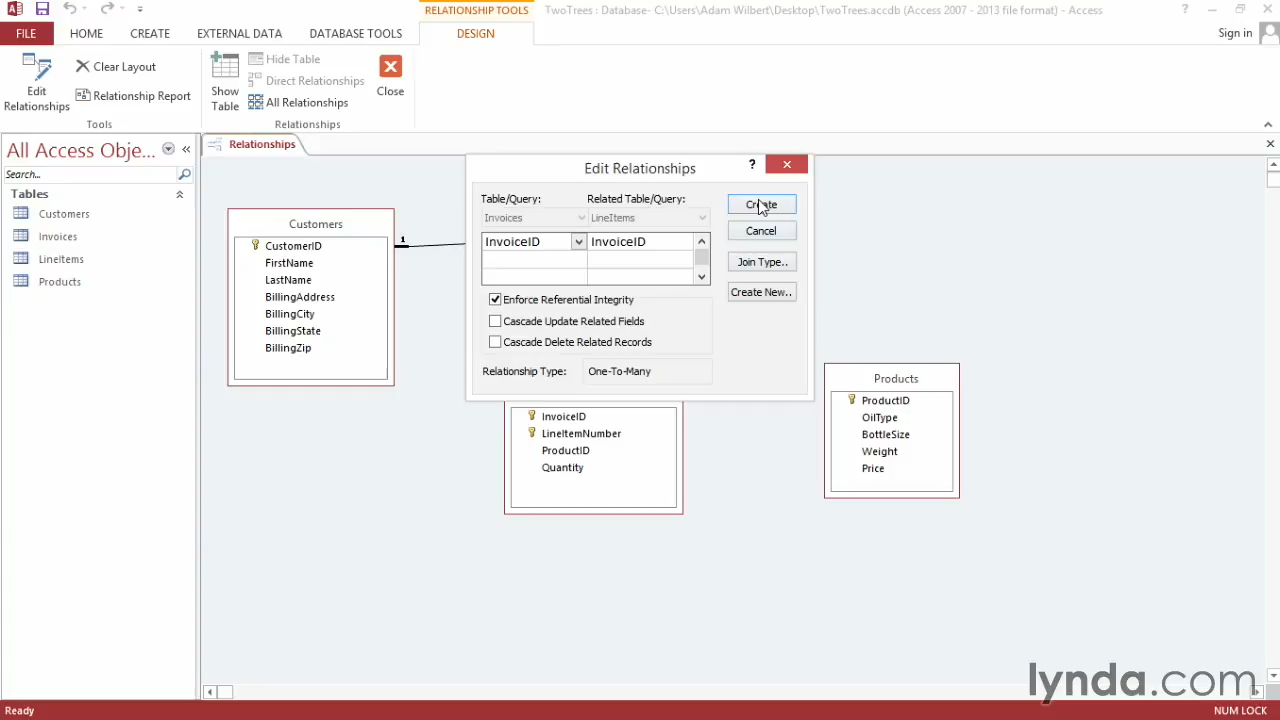 RELATIONSHIP TOOLS
TwoTrees : Database- C:\Users\Adam Wilbert\Desktop\TwoTrees.accdb (Access 2007 - 2013 file format) - Access
?
FILE HOME CREATE EXTERNAL DATA DATABASE TOOLS DESIGN Sign in
Edit Relationships
Clear Layout
Relationship Report
Tools
Show Table
Hide Table
Direct Relationships
All Relationships
Relationships
Close
All Access Obje...
Search...
Tables
Customers
Invoices
LineItems
Products
Relationships
Customers
CustomerID
FirstName
LastName
BillingAddress
BillingCity
BillingState
BillingZip
1
Edit Relationships
?
Table/Query: Related Table/Query:
Invoices LineItems
InvoiceID InvoiceID
Enforce Referential Integrity
Cascade Update Related Fields
Cascade Delete Related Records
Relationship Type: One-To-Many
Create
Cancel
Join Type..
Create New..
InvoiceID
LineItemNumber
ProductID
Quantity
Products
ProductID
OilType
BottleSize
Weight
Price
lynda.com
Ready NUM LOCK